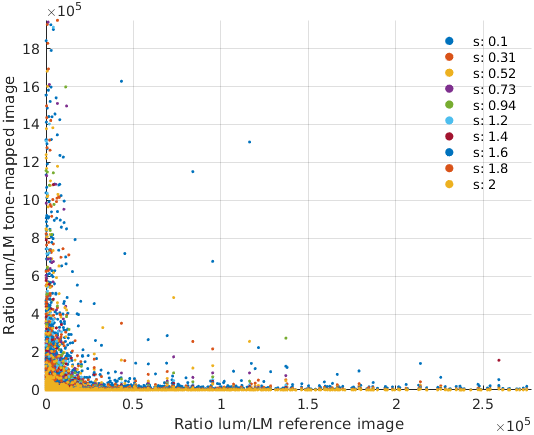 ×10⁵
18
16
14
12
10
8
6
4
2
0
Ratio lum/LM tone-mapped image
s: 0.1
s: 0.31
s: 0.52
s: 0.73
s: 0.94
s: 1.2
s: 1.4
s: 1.6
s: 1.8
s: 2
0 0.5 1 1.5 2 2.5
Ratio lum/LM reference image
×10⁵